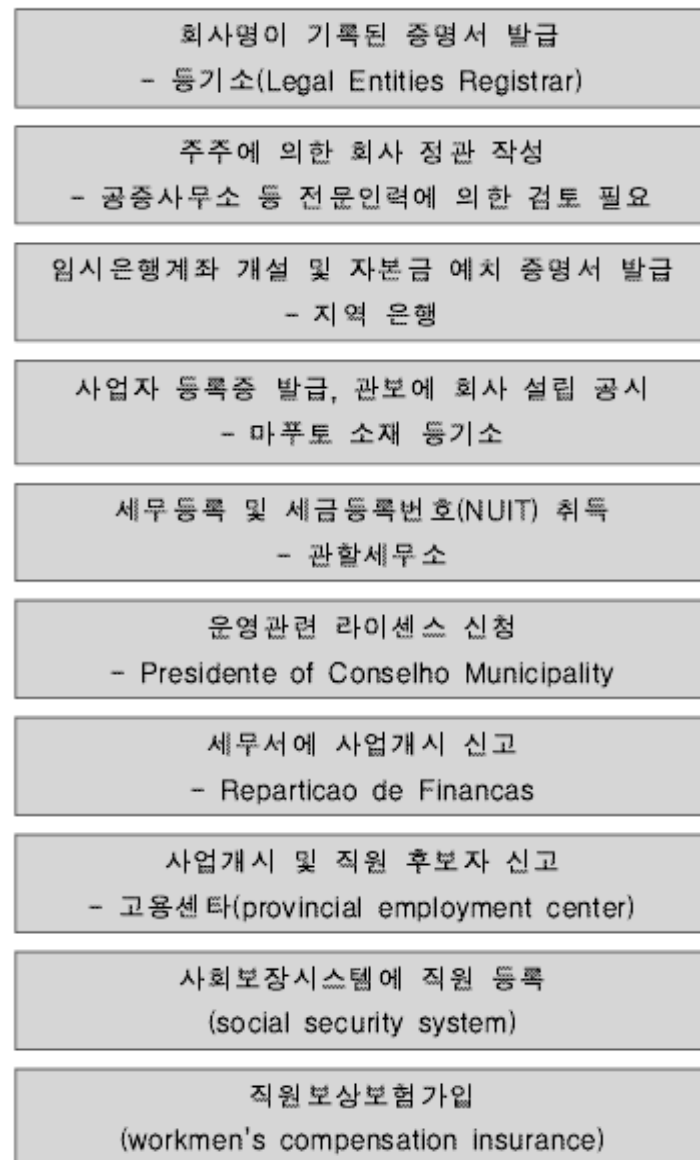 회사명이 기록된 증명서 발급
- 등기소(Legal Entities Registrar)
주주에 의한 회사 정관 작성
- 공증사무소 등 전문인력에 의한 검토 필요
임시은행계좌 개설 및 자본금 예치 증명서 발급
- 지역 은행
사업자 등록증 발급, 관보에 회사 설립 공시
- 마푸토 소재 등기소
세무등록 및 세금등록번호(NUIT) 취득
- 관할세무소
운영관련 라이센스 신청
- Presidente of Conselho Municipality
세무서에 사업개시 신고
- Reparticao de Financas
사업개시 및 직원 후보자 신고
- 고용센타(provincial employment center)
사회보장시스템에 직원 등록
(social security system)
직원보상보험가입
(workmen's compensation insurance)